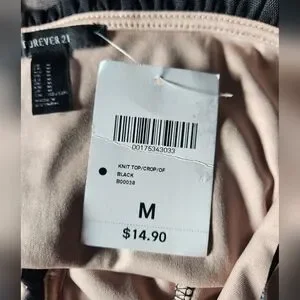 FOREVER 21
00175343033
KNIT TOP/CROP/OF
BLACK
B00038
M
$14.90